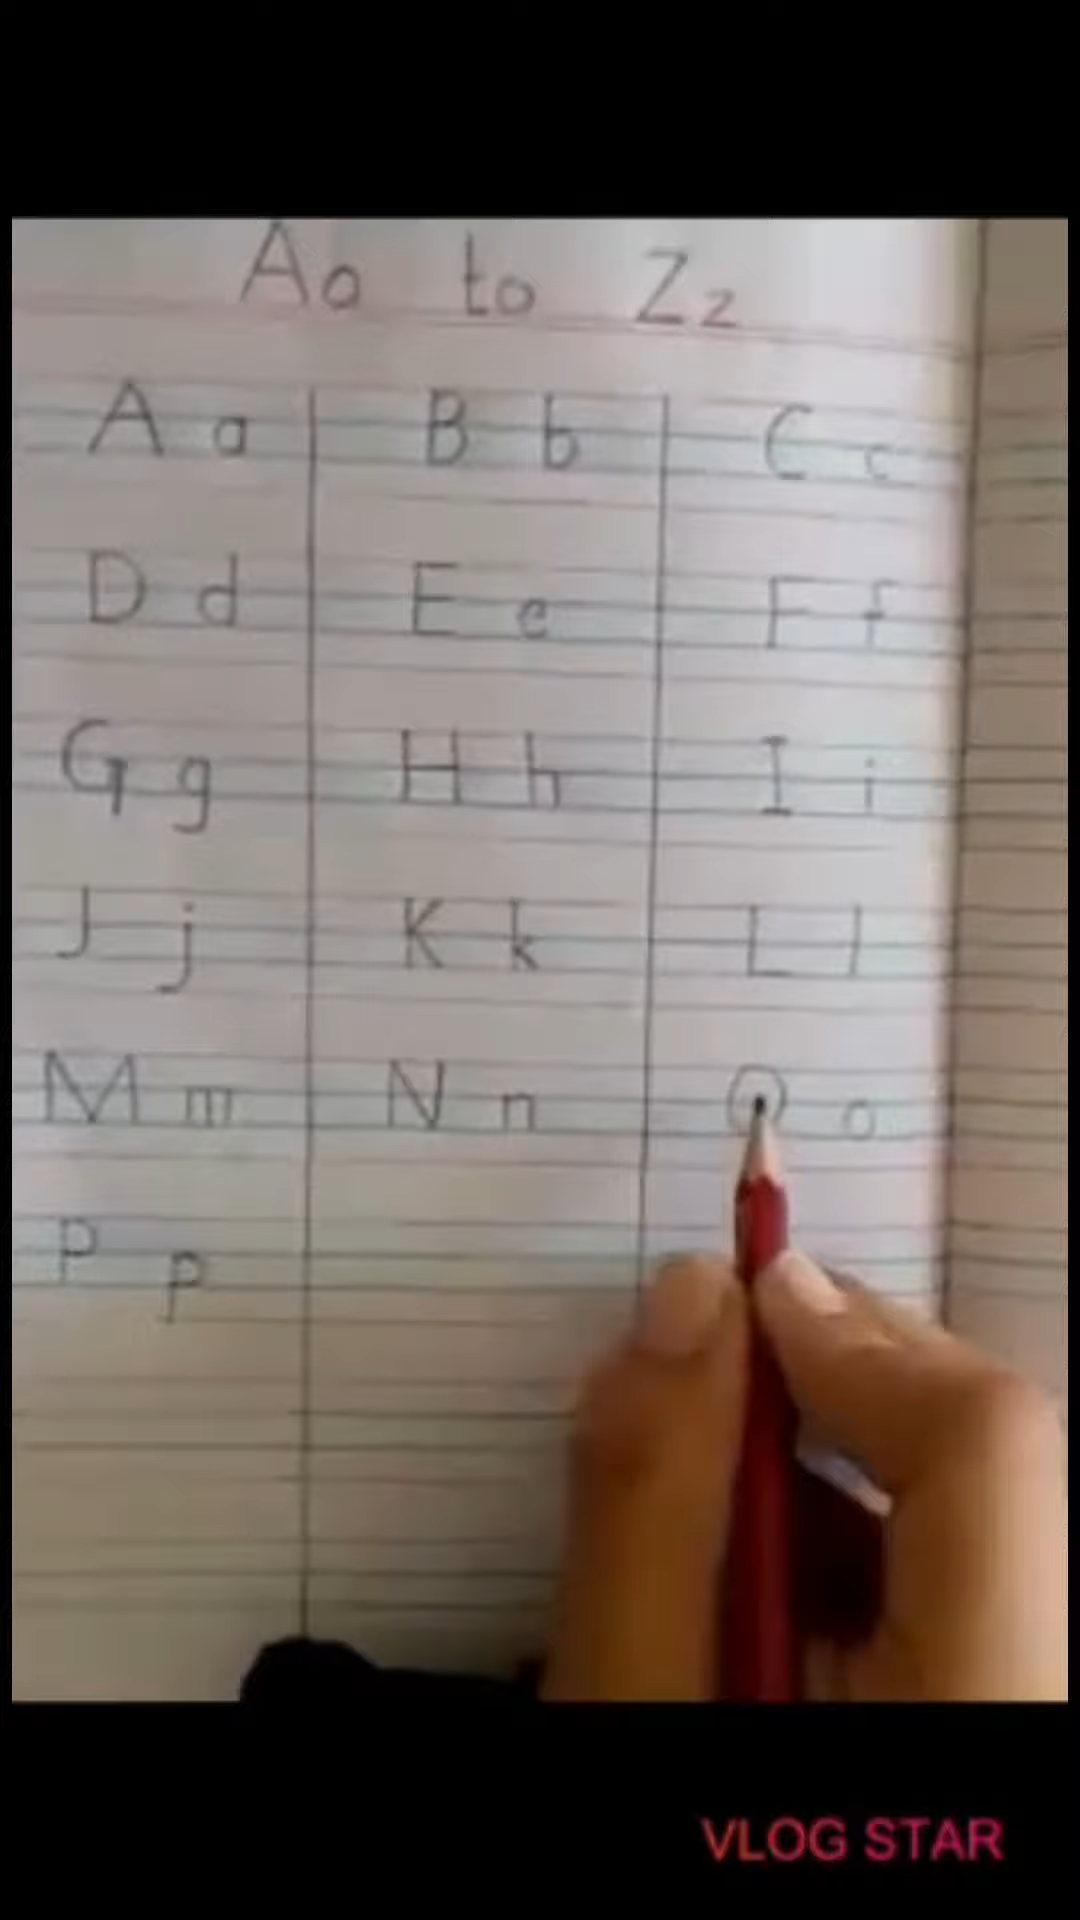 Aa to Zz
A a B b C c
D d E e F f
G g H h I i
J j K k L l
M m N n O o
P p
VLOG STAR